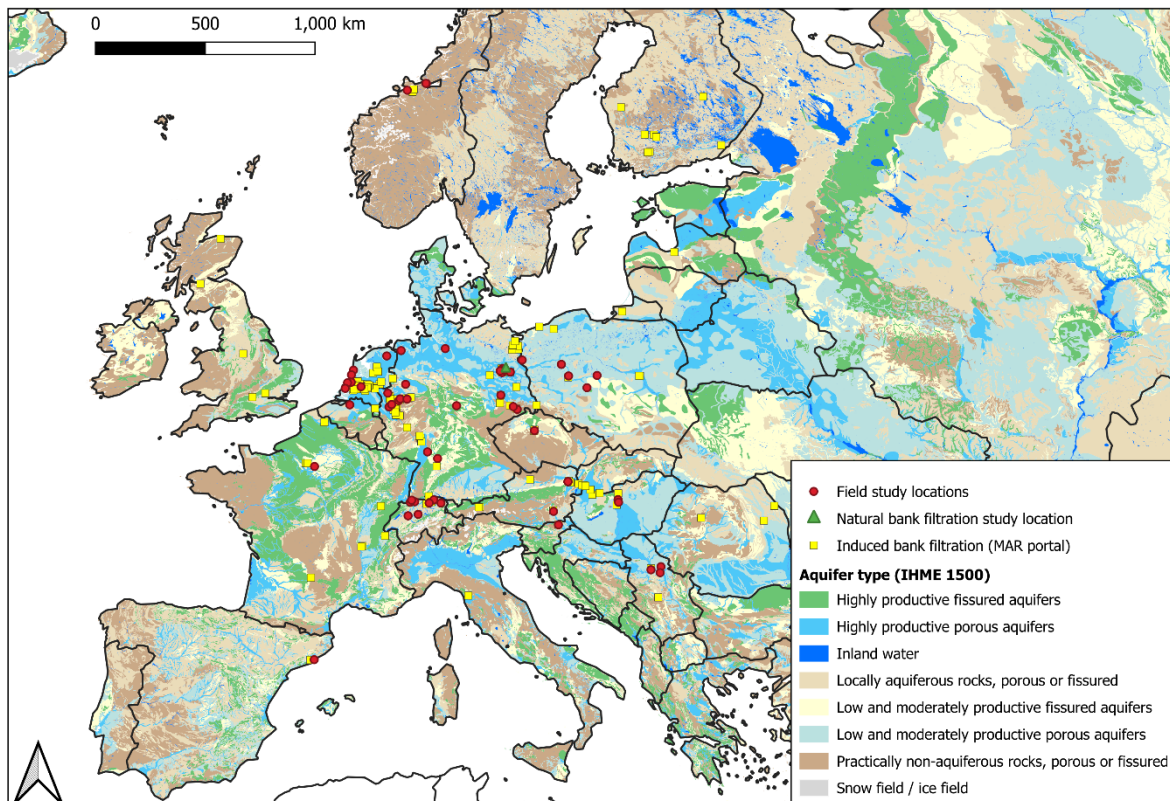 0 500 1,000 km
Field study locations
Natural bank filtration study location
Induced bank filtration (MAR portal)
Aquifer type (IHME 1500)
Highly productive fissured aquifers
Highly productive porous aquifers
Inland water
Locally aquiferous rocks, porous or fissured
Low and moderately productive fissured aquifers
Low and moderately productive porous aquifers
Practically non-aquiferous rocks, porous or fissured
Snow field / ice field